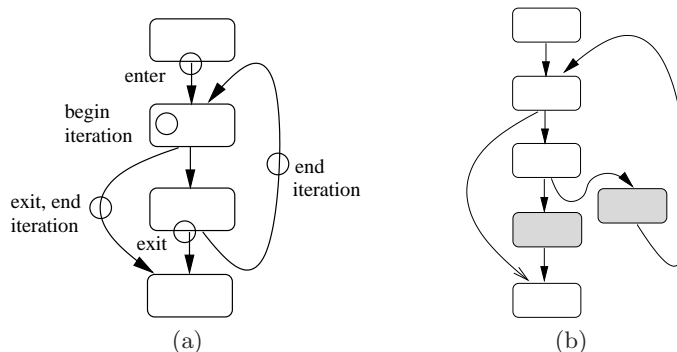 enter
begin
iteration
end
iteration
exit, end
iteration
exit
(a)
(b)